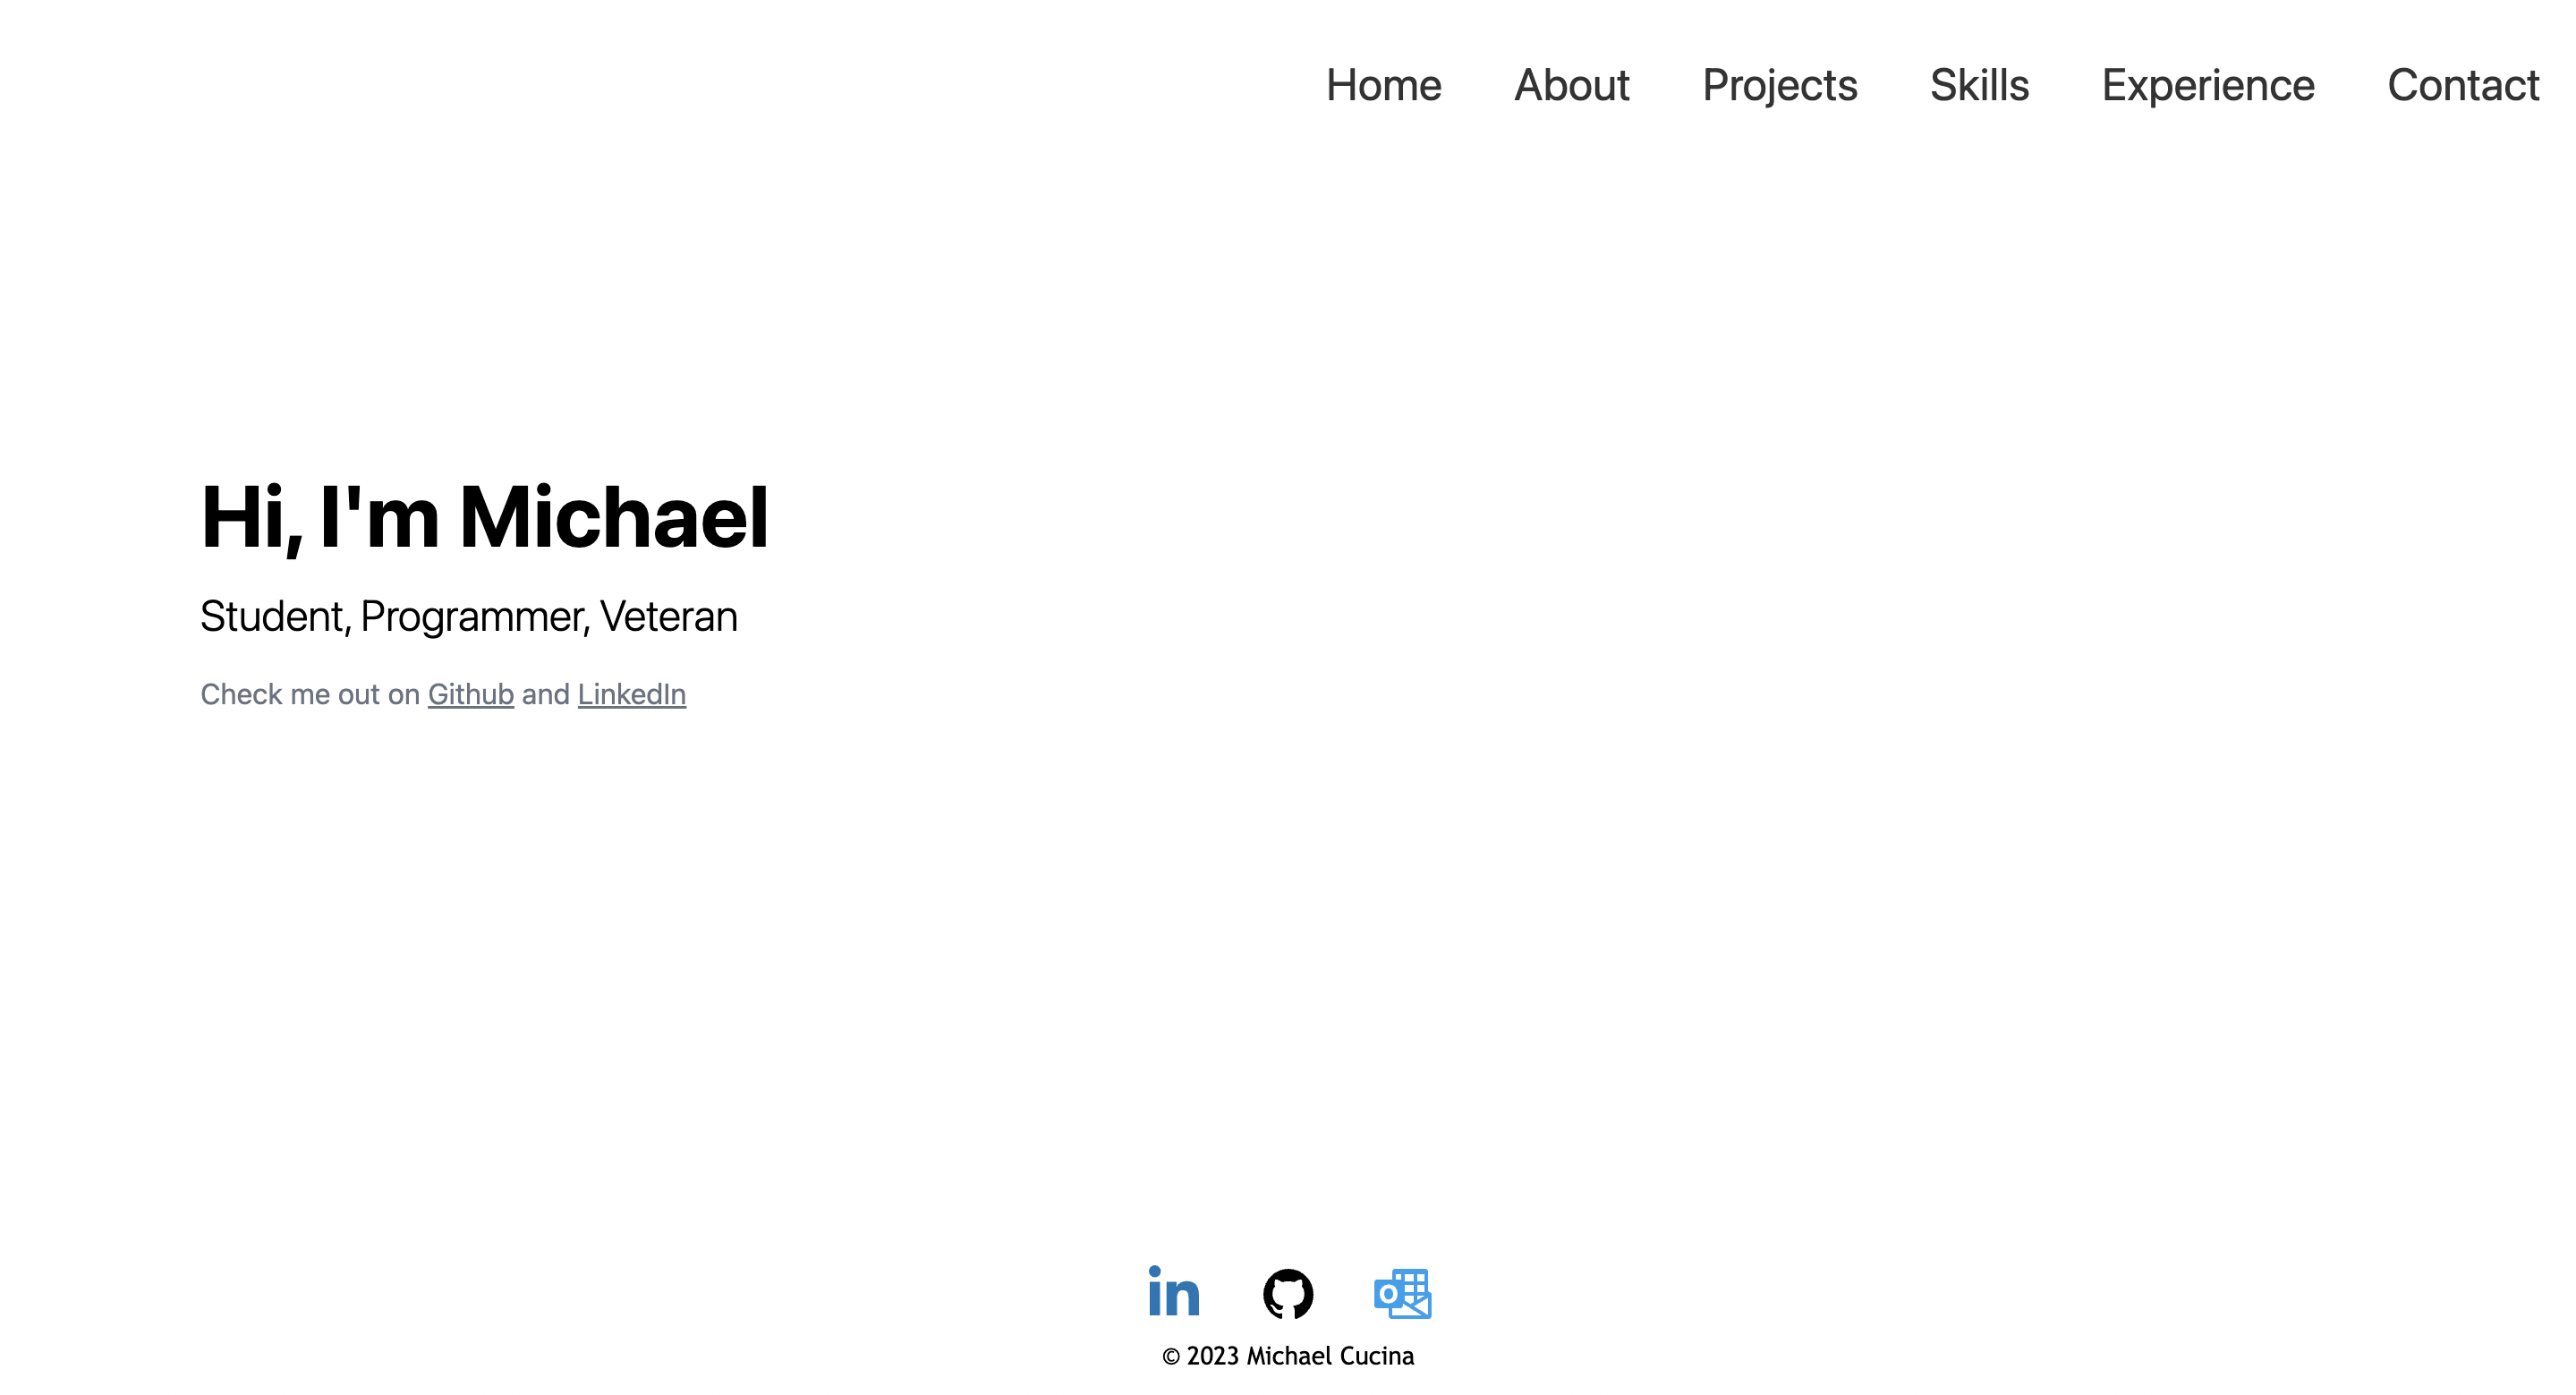 Home About Projects Skills Experience Contact
Hi, I'm Michael
Student, Programmer, Veteran
Check me out on Github and LinkedIn
in
© 2023 Michael Cucina